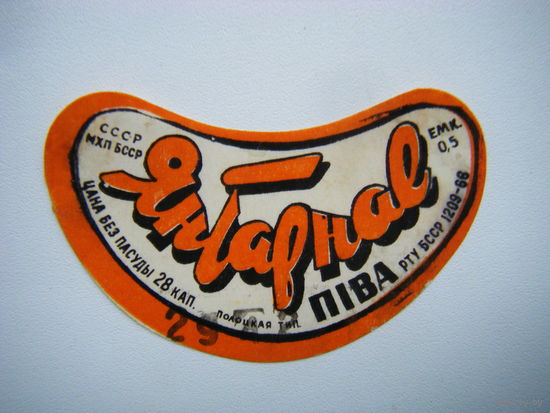 СССР
МХП БССР
Янтарнае
ПІВА
ЕМК.
0,5
ЦАНА БЕЗ ПАСУДЫ 28 КАП.
ПОЛОЦКАЯ ТИП.
РТУ БССР 1209-66
29